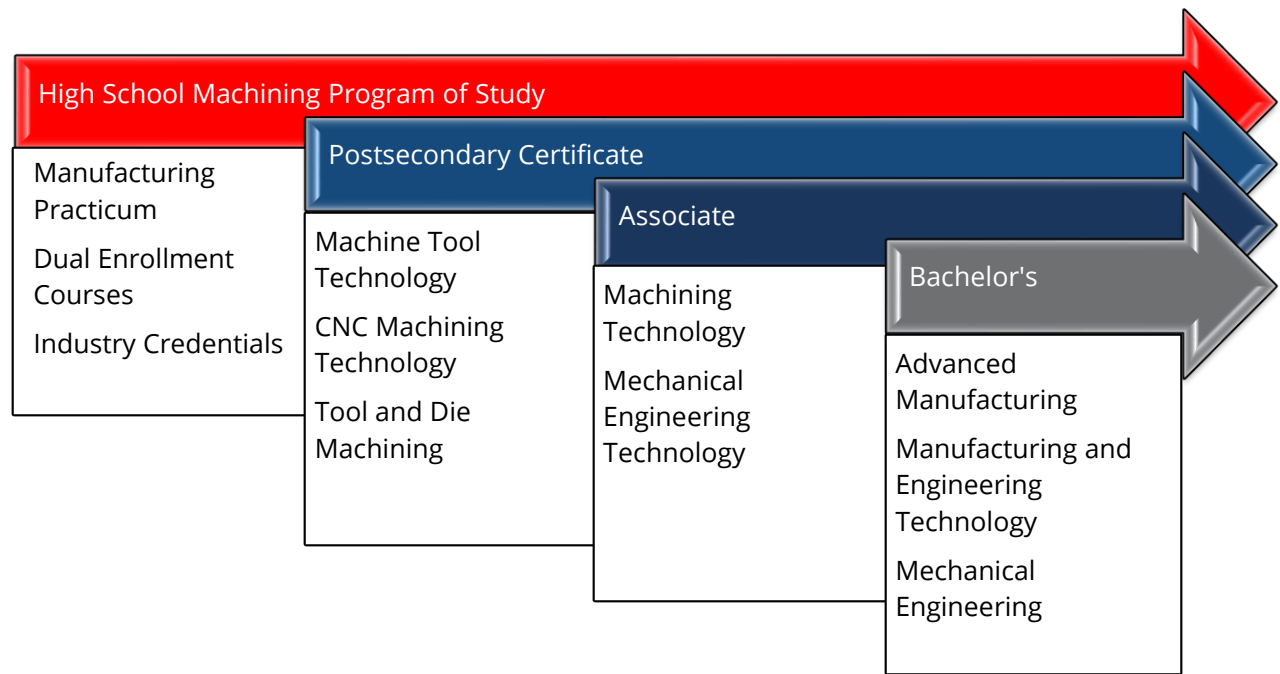 High School Machining Program of Study
Manufacturing
Practicum
Dual Enrollment
Courses
Industry Credentials
Postsecondary Certificate
Machine Tool
Technology
CNC Machining
Technology
Tool and Die
Machining
Associate
Machining
Technology
Mechanical
Engineering
Technology
Bachelor's
Advanced
Manufacturing
Manufacturing and
Engineering
Technology
Mechanical
Engineering